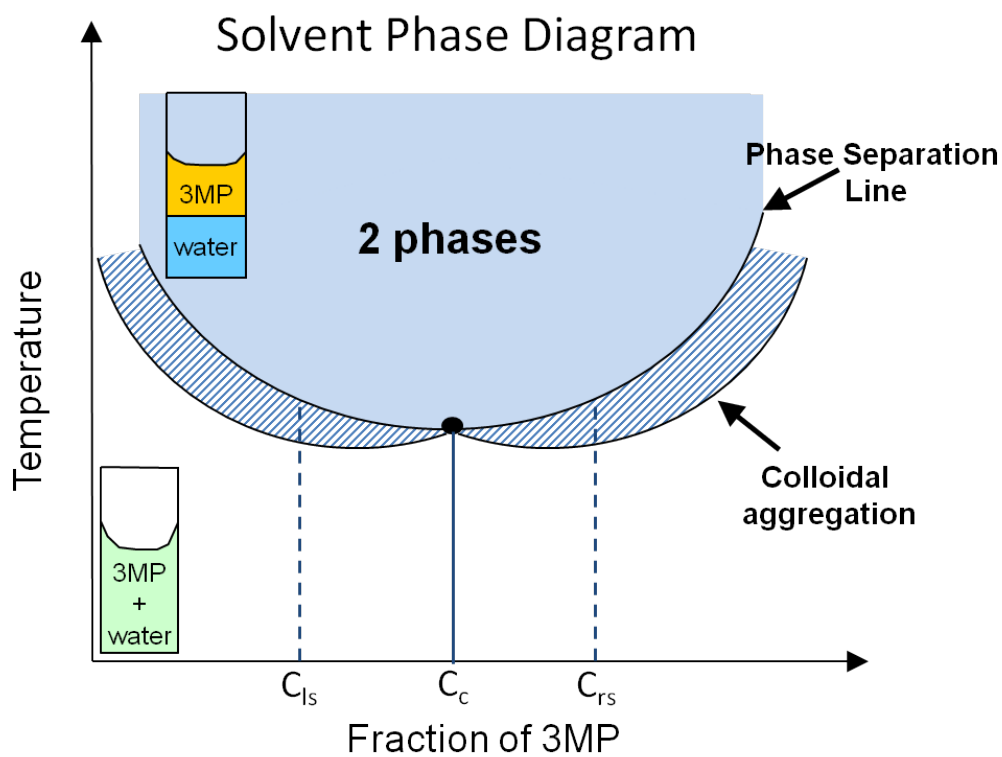 Solvent Phase Diagram
Phase Separation
Line
3MP
water
2 phases
Temperature
Colloidal
aggregation
3MP
+
water
Cls
Cc
Crs
Fraction of 3MP